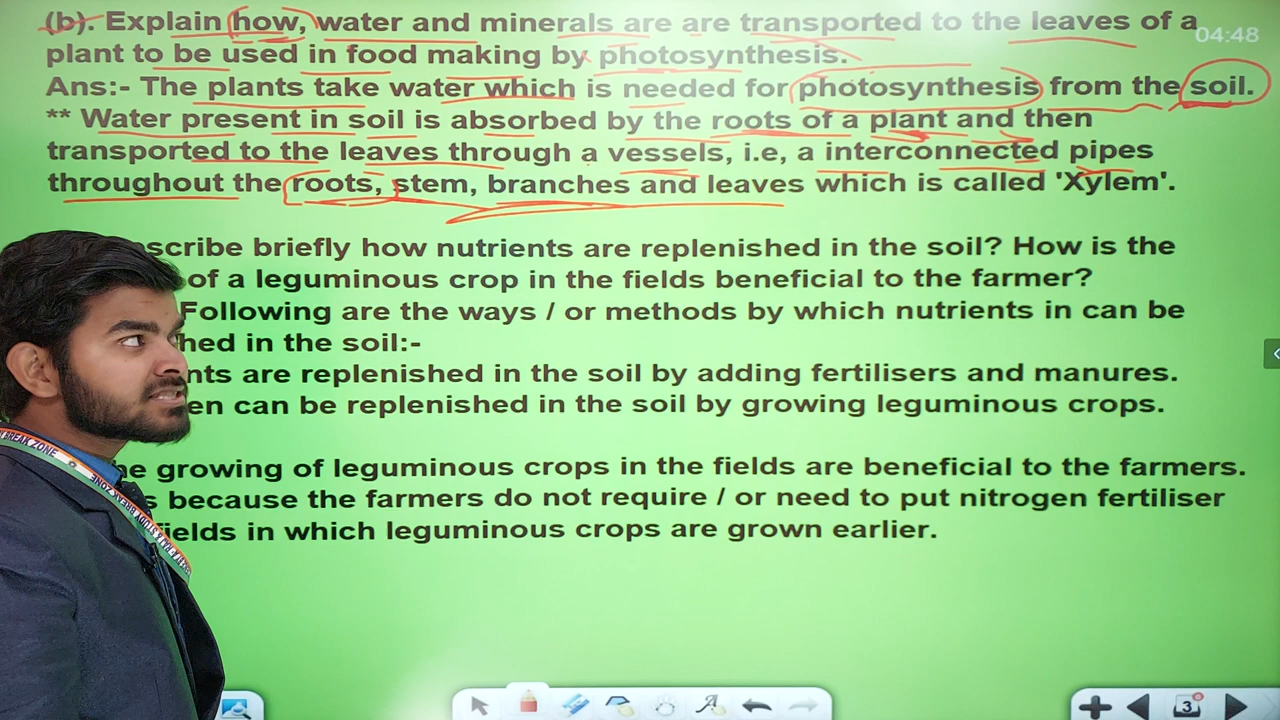 (b). Explain how, water and minerals are are transported to the leaves of a
04:48
plant to be used in food making by photosynthesis.
Ans:- The plants take water which is needed for photosynthesis from the soil.
** Water present in soil is absorbed by the roots of a plant and then
transported to the leaves through a vessels, i.e, a interconnected pipes
throughout the roots, stem, branches and leaves which is called 'Xylem'.
briefly how nutrients are replenished in the soil? How is the
of a leguminous crop in the fields beneficial to the farmer?
Following are the ways / or methods by which nutrients in can be
in the soil:-
are replenished in the soil by adding fertilisers and manures.
can be replenished in the soil by growing leguminous crops.
growing of leguminous crops in the fields are beneficial to the farmers.
because the farmers do not require / or need to put nitrogen fertiliser
in which leguminous crops are grown earlier.
BREAK ZONE
STUDY BREAK ZONE
3